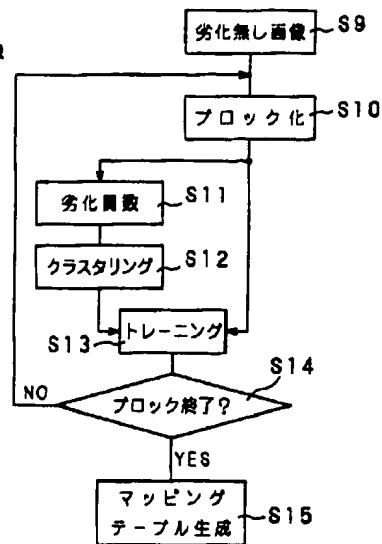 劣化無し画像
S9
ブロック化
S10
劣化関数
S11
クラスタリング
S12
トレーニング
S13
ブロック終了?
S14
NO
YES
マッピング
テーブル生成
S15